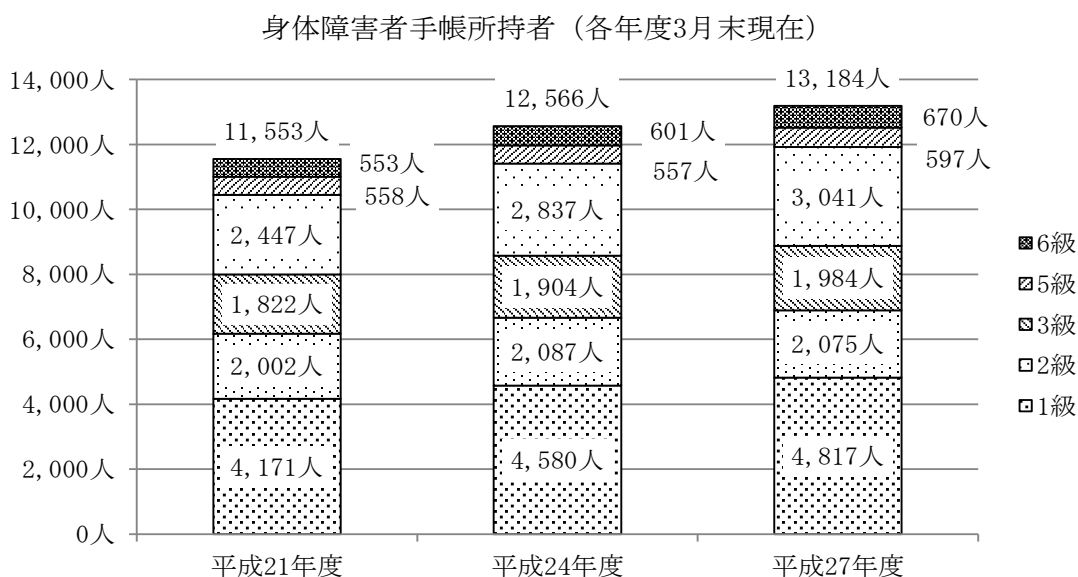 身体障害者手帳所持者（各年度3月末現在）
14,000人
12,000人
10,000人
8,000人
6,000人
4,000人
2,000人
0人
11,553人
553人
558人
2,447人
1,822人
2,002人
4,171人
12,566人
601人
557人
2,837人
1,904人
2,087人
4,580人
13,184人
670人
597人
3,041人
1,984人
2,075人
4,817人
平成21年度
平成24年度
平成27年度
6級
5級
3級
2級
1級